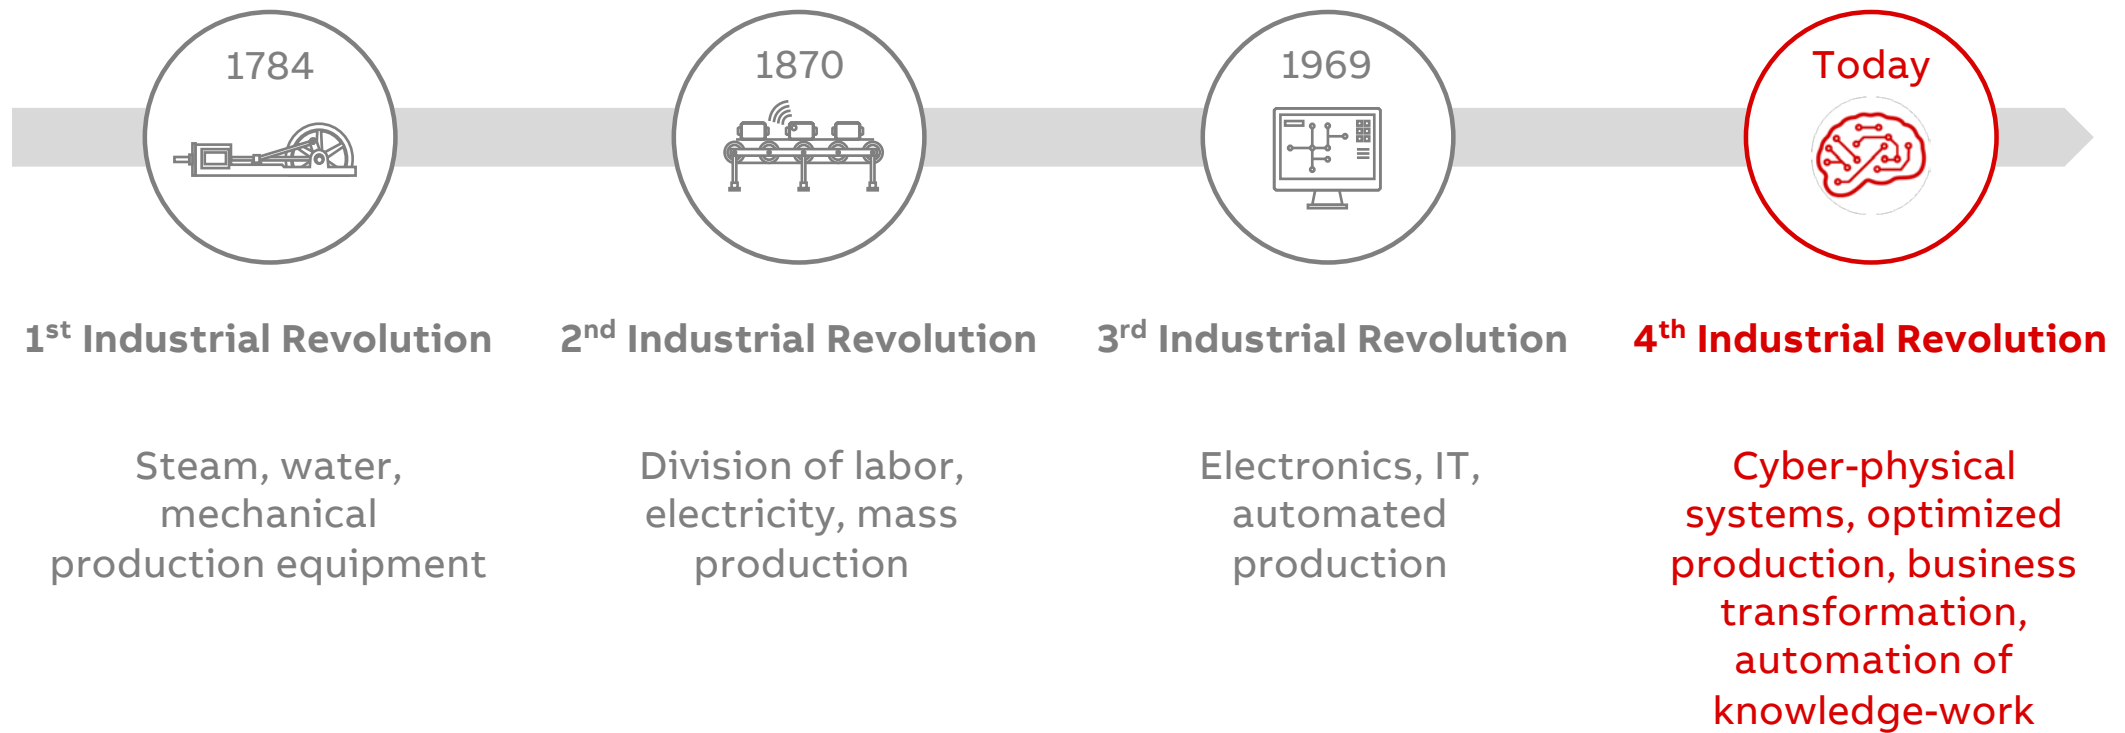 1784
1870
1969
Today
1st Industrial Revolution
2nd Industrial Revolution
3rd Industrial Revolution
4th Industrial Revolution
Steam, water,
mechanical
production equipment
Division of labor,
electricity, mass
production
Electronics, IT,
automated
production
Cyber-physical
systems, optimized
production, business
transformation,
automation of
knowledge-work